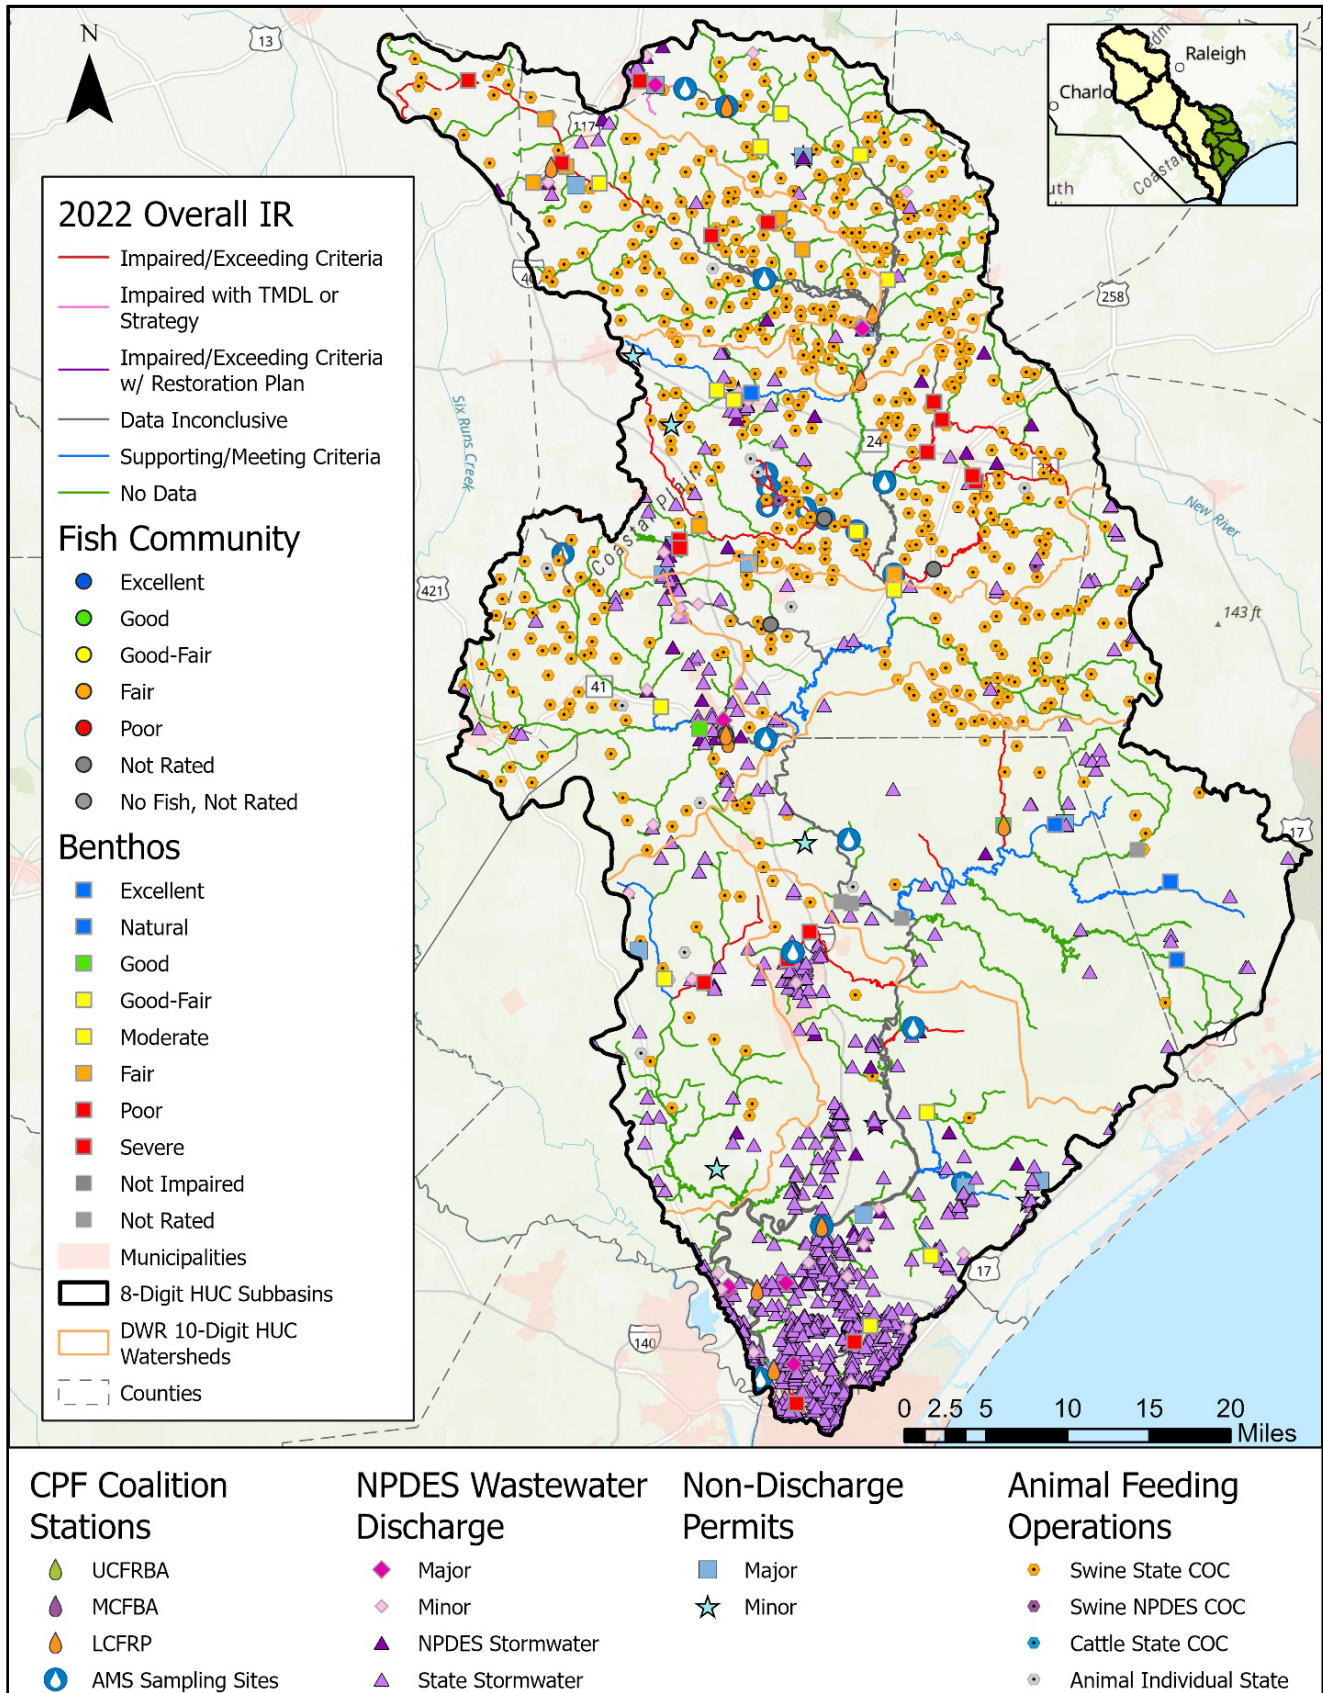 N
13
Raleigh
Charlo
Coastal
uth
117
2022 Overall IR
Impaired/Exceeding Criteria
Impaired with TMDL or
Strategy
Impaired/Exceeding Criteria
w/ Restoration Plan
Data Inconclusive
Supporting/Meeting Criteria
No Data
Fish Community
Excellent
Good
Good-Fair
Fair
Poor
Not Rated
No Fish, Not Rated
Benthos
Excellent
Natural
Good
Good-Fair
Moderate
Fair
Poor
Severe
Not Impaired
Not Rated
Municipalities
8-Digit HUC Subbasins
DWR 10-Digit HUC
Watersheds
Counties
40
258
Six Runs Creek
24
Coastal Plain
New River
421
143 ft
41
17
17
17
140
0 2.5 5 10 15 20
Miles
CPF Coalition
Stations
UCFRBA
MCFBA
LCFRP
AMS Sampling Sites
NPDES Wastewater
Discharge
Major
Minor
NPDES Stormwater
State Stormwater
Non-Discharge
Permits
Major
Minor
Animal Feeding
Operations
Swine State COC
Swine NPDES COC
Cattle State COC
Animal Individual State